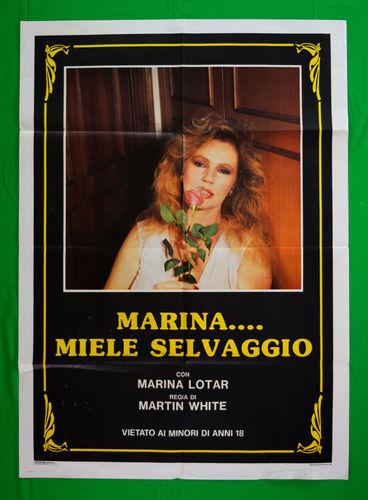 MARINA....
MIELE SELVAGGIO
CON
MARINA LOTAR
REGIA DI
MARTIN WHITE
VIETATO AI MINORI DI ANNI 18